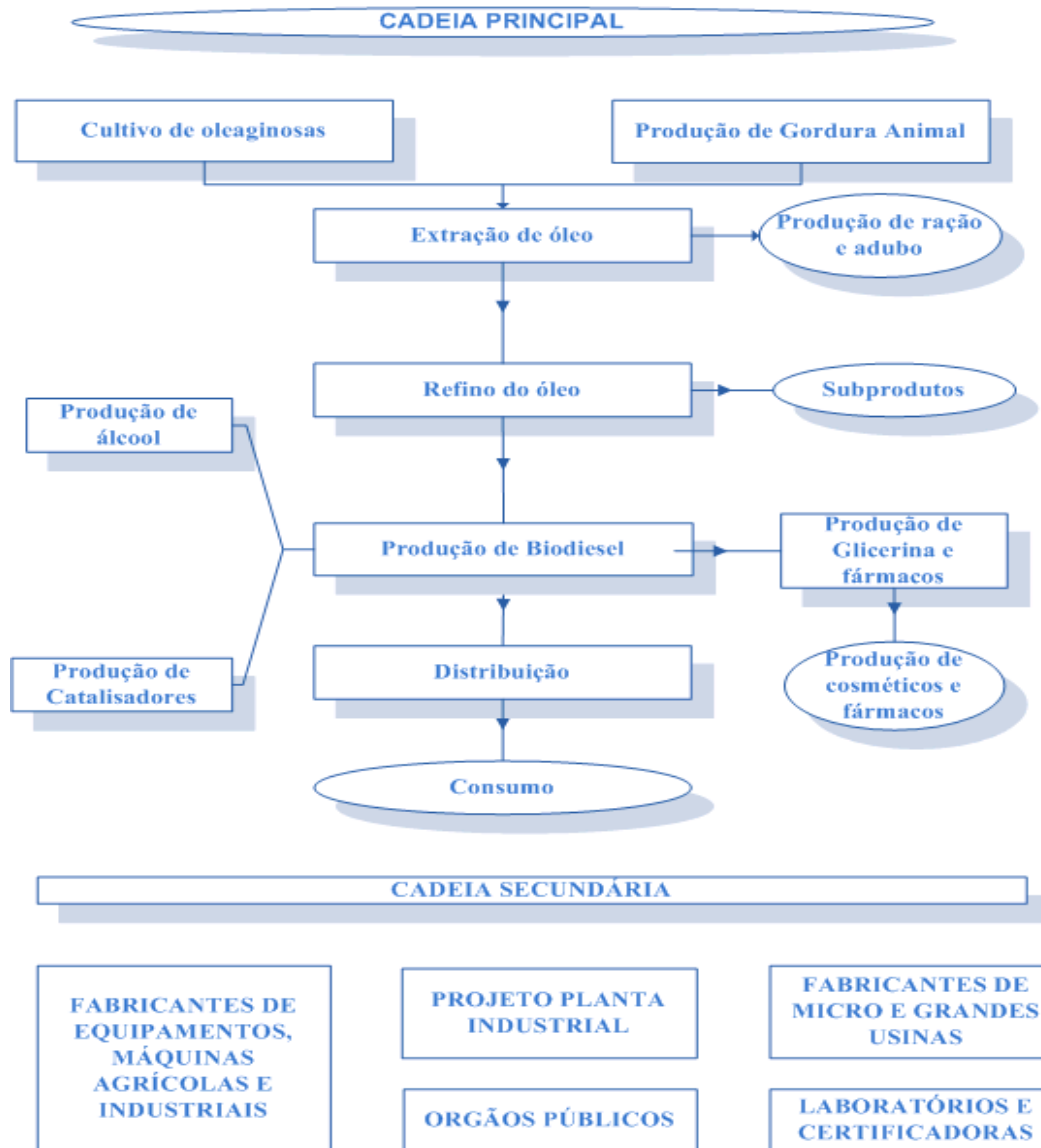 CADEIA PRINCIPAL
Cultivo de oleaginosas
Produção de Gordura Animal
Extração de óleo
Produção de ração
e adubo
Refino do óleo
Subprodutos
Produção de
álcool
Produção de Biodiesel
Produção de
Glicerina e
fármacos
Produção de
Catalisadores
Distribuição
Produção de
cosméticos e
fármacos
Consumo
CADEIA SECUNDÁRIA
FABRICANTES DE
EQUIPAMENTOS,
MÁQUINAS
AGRÍCOLAS E
INDUSTRIAIS
PROJETO PLANTA
INDUSTRIAL
FABRICANTES DE
MICRO E GRANDES
USINAS
ORGÃOS PÚBLICOS
LABORATÓRIOS E
CERTIFICADORAS